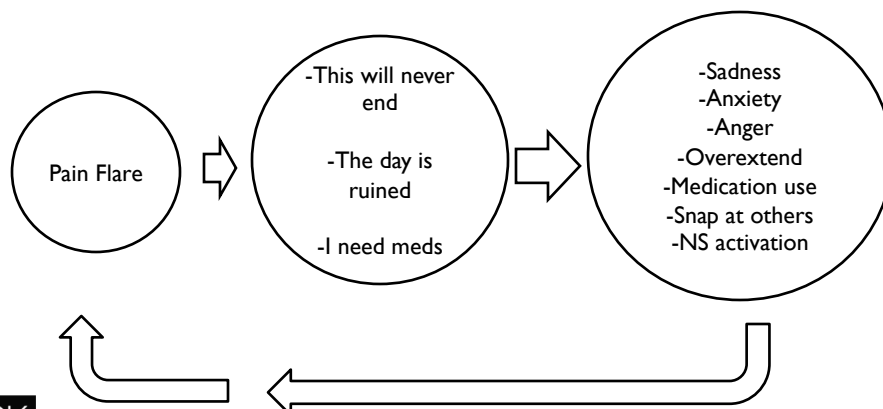 Pain Flare
-This will never
end
-The day is
ruined
-I need meds
-Sadness
-Anxiety
-Anger
-Overextend
-Medication use
-Snap at others
-NS activation